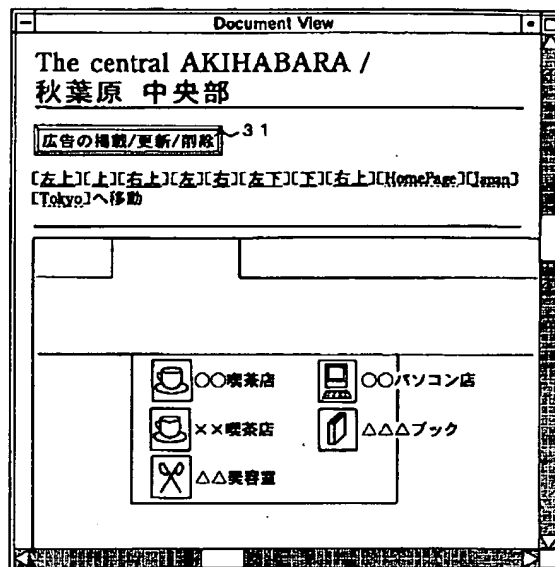 Document View
The central AKIHABARA /
秋葉原 中央部
広告の掲載/更新/削除 31
[左上][上][右上][左][右][左下][下][右上][HomePage][Japan]
[Tokyo]へ移動
○○喫茶店 ○○パソコン店
××喫茶店 △△△ブック
△△美容室